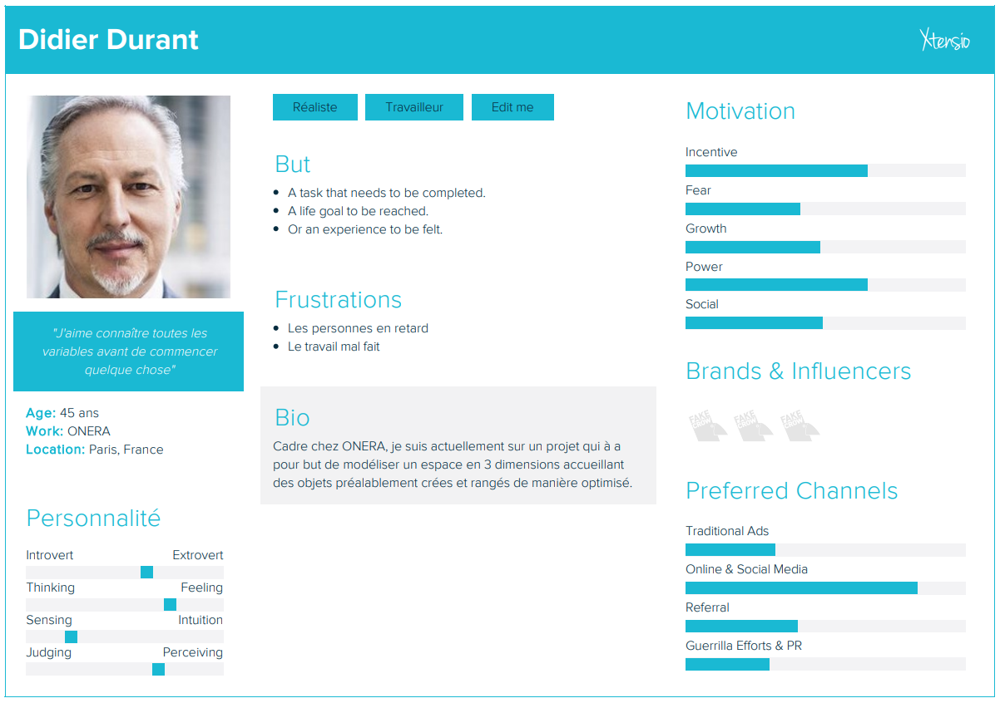 Didier Durant
Xtensio
"J'aime connaître toutes les
variables avant de commencer
quelque chose"
Age: 45 ans
Work: ONERA
Location: Paris, France
Personnalité
Introvert Extrovert
Thinking Feeling
Sensing Intuition
Judging Perceiving
Réaliste Travailleur Edit me
But
A task that needs to be completed.
A life goal to be reached.
Or an experience to be felt.
Frustrations
Les personnes en retard
Le travail mal fait
Bio
Cadre chez ONERA, je suis actuellement sur un projet qui à a
pour but de modéliser un espace en 3 dimensions accueillant
des objets préalablement crées et rangés de manière optimisé.
Motivation
Incentive
Fear
Growth
Power
Social
Brands & Influencers
FAKE CROW
FAKE CROW
FAKE CROW
Preferred Channels
Traditional Ads
Online & Social Media
Referral
Guerrilla Efforts & PR